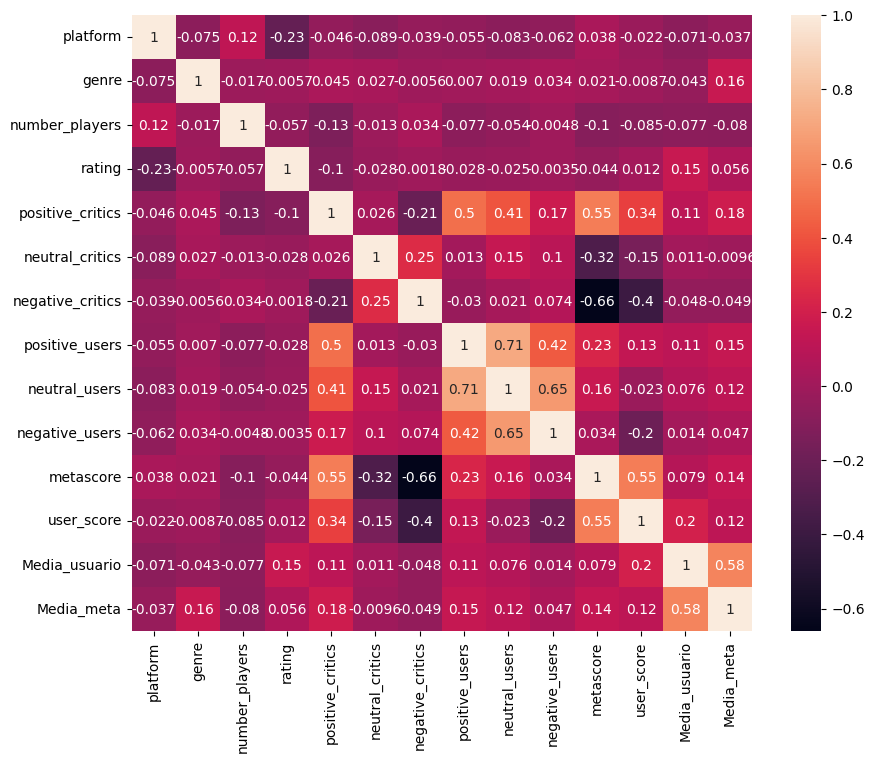 platform 1 -0.075 0.12 -0.23 -0.046 -0.089 -0.039 -0.055 -0.083 -0.062 0.038 -0.022 -0.071 -0.037
genre -0.075 1 -0.017 -0.0057 0.045 0.027 -0.0056 0.007 0.019 0.034 0.021 -0.0087 -0.043 0.16
number_players 0.12 -0.017 1 -0.057 -0.13 -0.013 0.034 -0.077 -0.054 -0.0048 -0.1 -0.085 -0.077 -0.08
rating -0.23 -0.0057 -0.057 1 -0.1 -0.028 -0.0018 -0.028 -0.025 -0.0035 -0.044 0.012 0.15 0.056
positive_critics -0.046 0.045 -0.13 -0.1 1 0.026 -0.21 0.5 0.41 0.17 0.55 0.34 0.11 0.18
neutral_critics -0.089 0.027 -0.013 -0.028 0.026 1 0.25 0.013 0.15 0.1 -0.32 -0.15 0.011 -0.0096
negative_critics -0.039 -0.0056 0.034 -0.0018 -0.21 0.25 1 -0.03 0.021 0.074 -0.66 -0.4 -0.048 -0.049
positive_users -0.055 0.007 -0.077 -0.028 0.5 0.013 -0.03 1 0.71 0.42 0.23 0.13 0.11 0.15
neutral_users -0.083 0.019 -0.054 -0.025 0.41 0.15 0.021 0.71 1 0.65 0.16 -0.023 0.076 0.12
negative_users -0.062 0.034 -0.0048 -0.0035 0.17 0.1 0.074 0.42 0.65 1 0.034 -0.2 0.014 0.047
metascore 0.038 0.021 -0.1 -0.044 0.55 -0.32 -0.66 0.23 0.16 0.034 1 0.55 0.079 0.14
user_score -0.022 -0.0087 -0.085 0.012 0.34 -0.15 -0.4 0.13 -0.023 -0.2 0.55 1 0.2 0.12
Media_usuario -0.071 -0.043 -0.077 0.15 0.11 0.011 -0.048 0.11 0.076 0.014 0.079 0.2 1 0.58
Media_meta -0.037 0.16 -0.08 0.056 0.18 -0.0096 -0.049 0.15 0.12 0.047 0.14 0.12 0.58 1
platform
genre
number_players
rating
positive_critics
neutral_critics
negative_critics
positive_users
neutral_users
negative_users
metascore
user_score
Media_usuario
Media_meta
1.0
0.8
0.6
0.4
0.2
0.0
−0.2
−0.4
−0.6